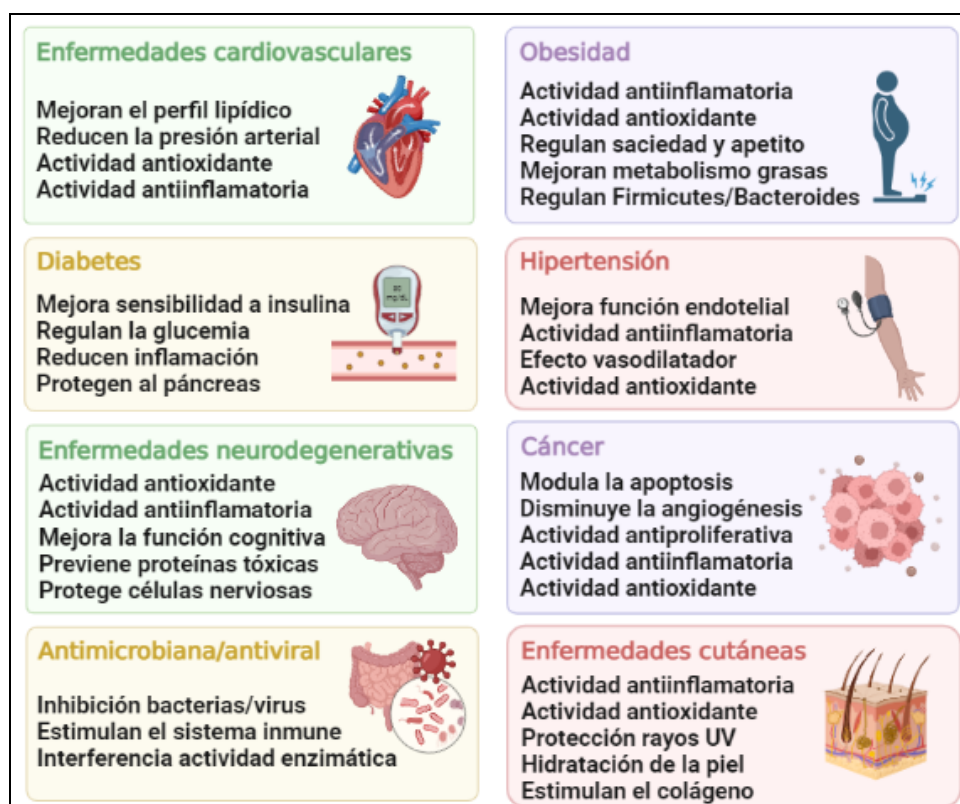 Enfermedades cardiovasculares
Mejoran el perfil lipídico
Reducen la presión arterial
Actividad antioxidante
Actividad antiinflamatoria
Obesidad
Actividad antiinflamatoria
Actividad antioxidante
Regulan saciedad y apetito
Mejoran metabolismo grasas
Regulan Firmicutes/Bacteroides
Diabetes
Mejora sensibilidad a insulina
Regulan la glucemia
Reducen inflamación
Protegen al páncreas
mg/dL
Hipertensión
Mejora función endotelial
Actividad antiinflamatoria
Efecto vasodilatador
Actividad antioxidante
Enfermedades neurodegenerativas
Actividad antioxidante
Actividad antiinflamatoria
Mejora la función cognitiva
Previene proteínas tóxicas
Protege células nerviosas
Cáncer
Modula la apoptosis
Disminuye la angiogénesis
Actividad antiproliferativa
Actividad antiinflamatoria
Actividad antioxidante
Antimicrobiana/antiviral
Inhibición bacterias/virus
Estimulan el sistema inmune
Interferencia actividad enzimática
Enfermedades cutáneas
Actividad antiinflamatoria
Actividad antioxidante
Protección rayos UV
Hidratación de la piel
Estimulan el colágeno